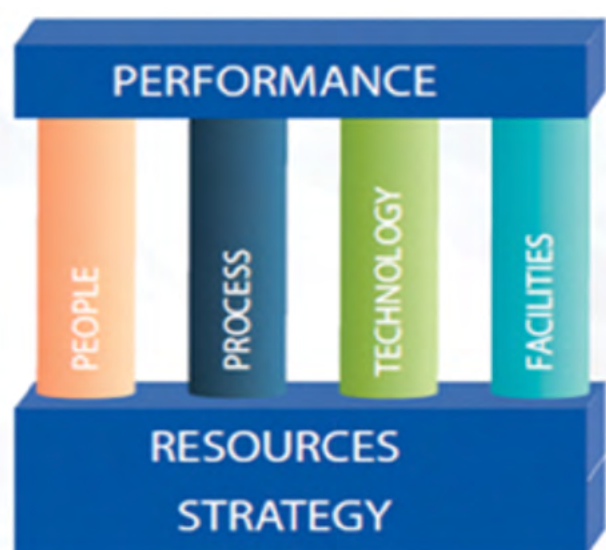 PERFORMANCE
PEOPLE
PROCESS
TECHNOLOGY
FACILITIES
RESOURCES
STRATEGY